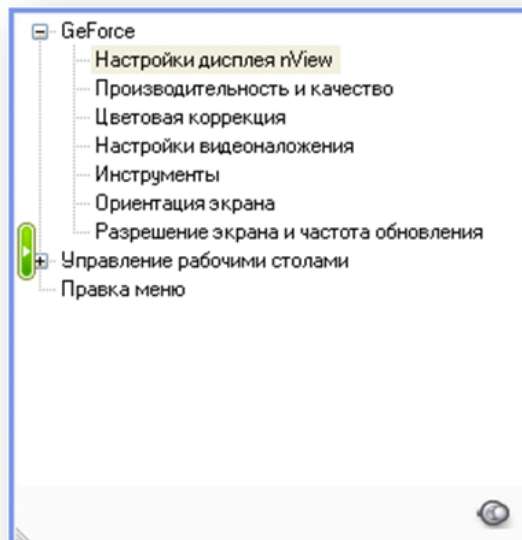 GeForce
Настройки дисплея nView
Производительность и качество
Цветовая коррекция
Настройки видеоналожения
Инструменты
Ориентация экрана
Разрешение экрана и частота обновления
Управление рабочими столами
Правка меню